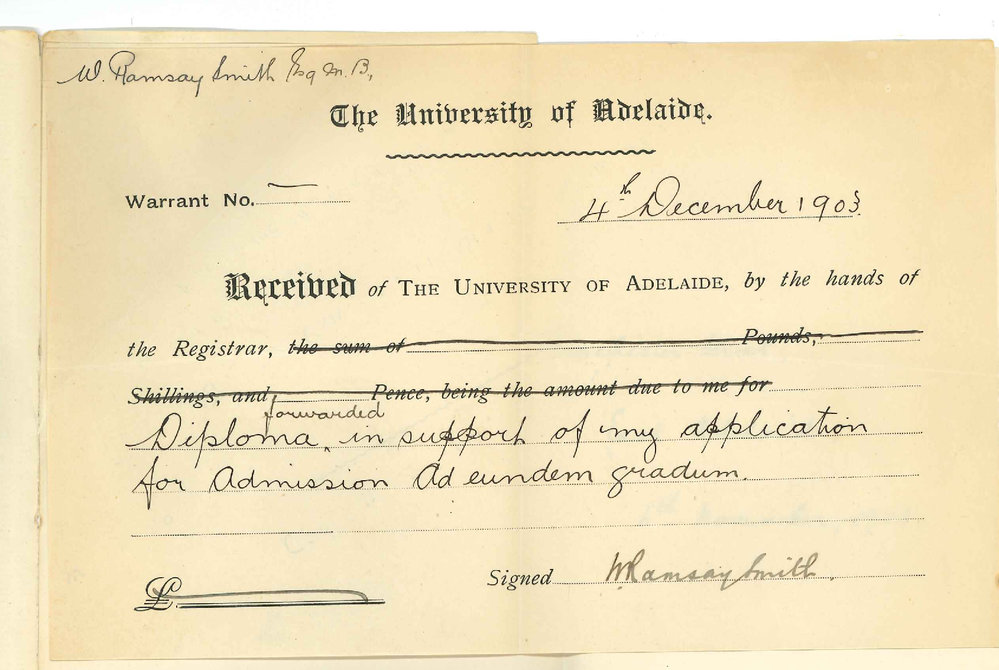 W. Ramsay Smith Esq M.B,
The University of Adelaide.
Warrant No.
4th December 1903
Received of THE UNIVERSITY OF ADELAIDE, by the hands of
the Registrar, the sum of Pounds,
Shillings, and Pence, being the amount due to me for
forwarded
Diploma, in support of my application
for Admission Ad eundem gradum.
Signed W Ramsay Smith.
£